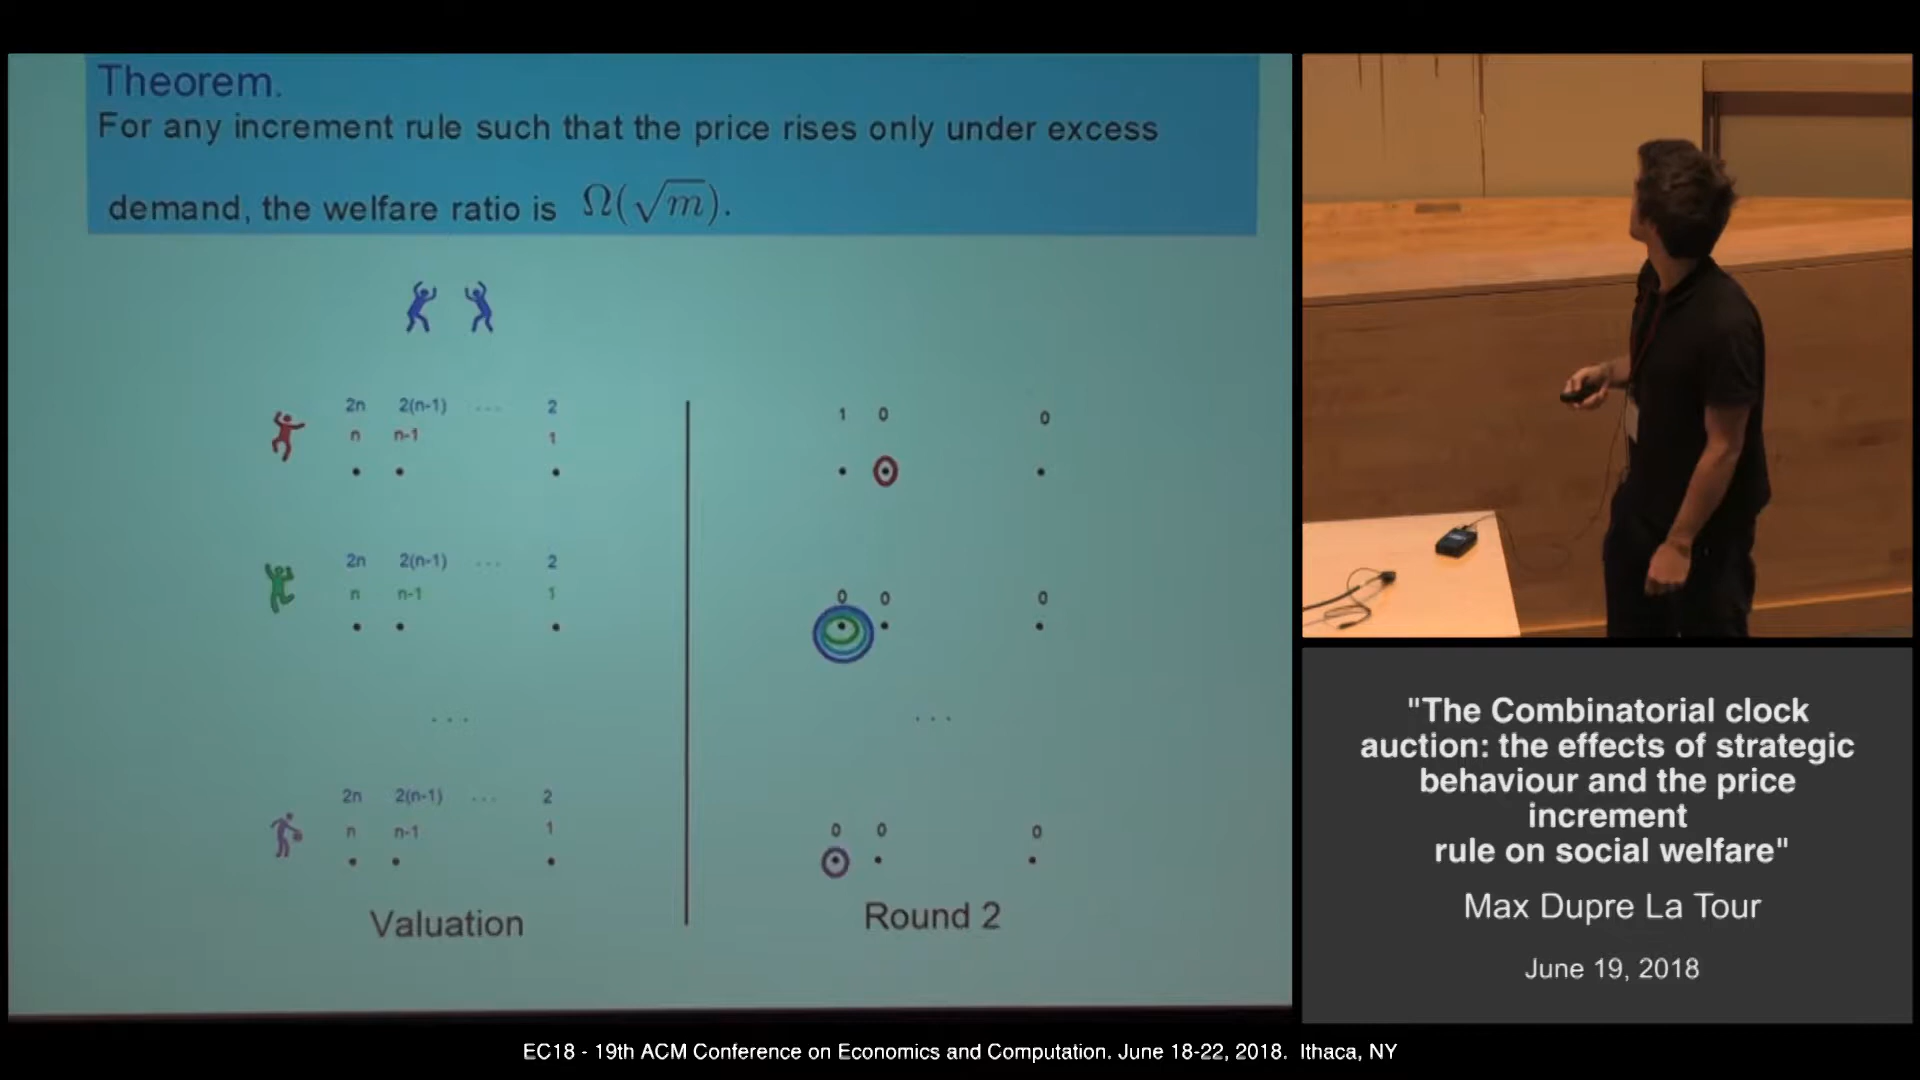 Theorem.
For any increment rule such that the price rises only under excess
demand, the welfare ratio is Ω(√m).
2n 2(n-1) ... 2
n n-1 1
1 0 0
2n 2(n-1) ... 2
n n-1 1
0 0 0
... ...
2n 2(n-1) ... 2
n n-1 1
0 0 0
Valuation
Round 2
"The Combinatorial clock
auction: the effects of strategic
behaviour and the price
increment
rule on social welfare"
Max Dupre La Tour
June 19, 2018
EC18 - 19th ACM Conference on Economics and Computation. June 18-22, 2018. Ithaca, NY